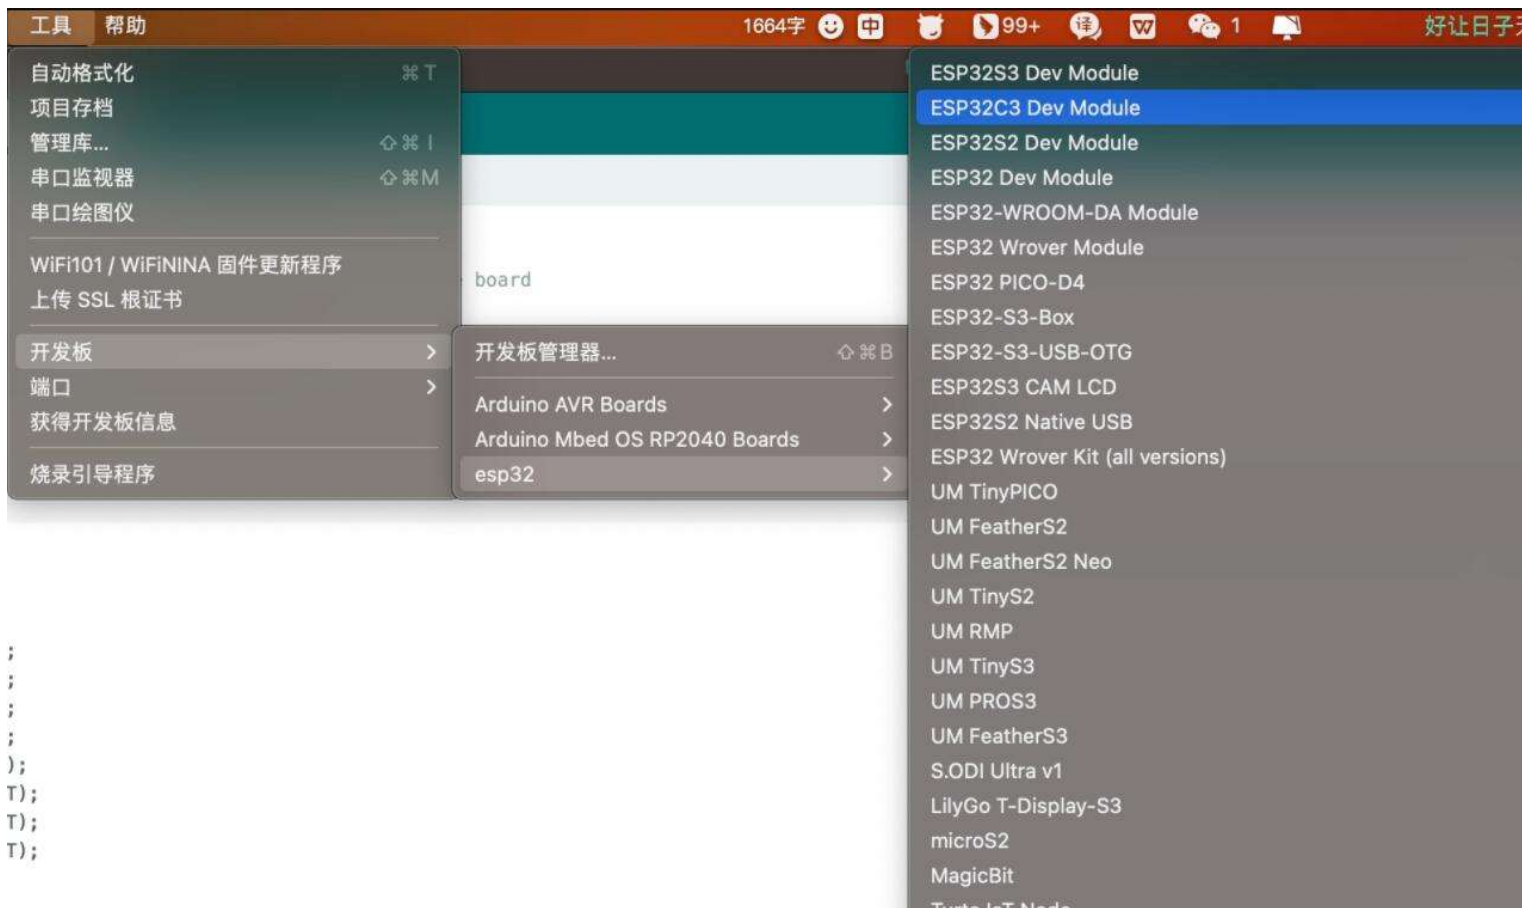 工具 帮助 1664字 中 99+ 译 1 好让日子
自动格式化 ⌘ T
项目存档
管理库... ⇧ ⌘ I
串口监视器 ⇧ ⌘ M
串口绘图仪
WiFi101 / WiFiNINA 固件更新程序
上传 SSL 根证书
开发板
端口
获得开发板信息
烧录引导程序
board
开发板管理器... ⇧ ⌘ B
Arduino AVR Boards
Arduino Mbed OS RP2040 Boards
esp32
ESP32S3 Dev Module
ESP32C3 Dev Module
ESP32S2 Dev Module
ESP32 Dev Module
ESP32-WROOM-DA Module
ESP32 Wrover Module
ESP32 PICO-D4
ESP32-S3-Box
ESP32-S3-USB-OTG
ESP32S3 CAM LCD
ESP32S2 Native USB
ESP32 Wrover Kit (all versions)
UM TinyPICO
UM FeatherS2
UM FeatherS2 Neo
UM TinyS2
UM RMP
UM TinyS3
UM PROS3
UM FeatherS3
S.ODI Ultra v1
LilyGo T-Display-S3
microS2
MagicBit
;
;
;
;
);
T);
T);
T);